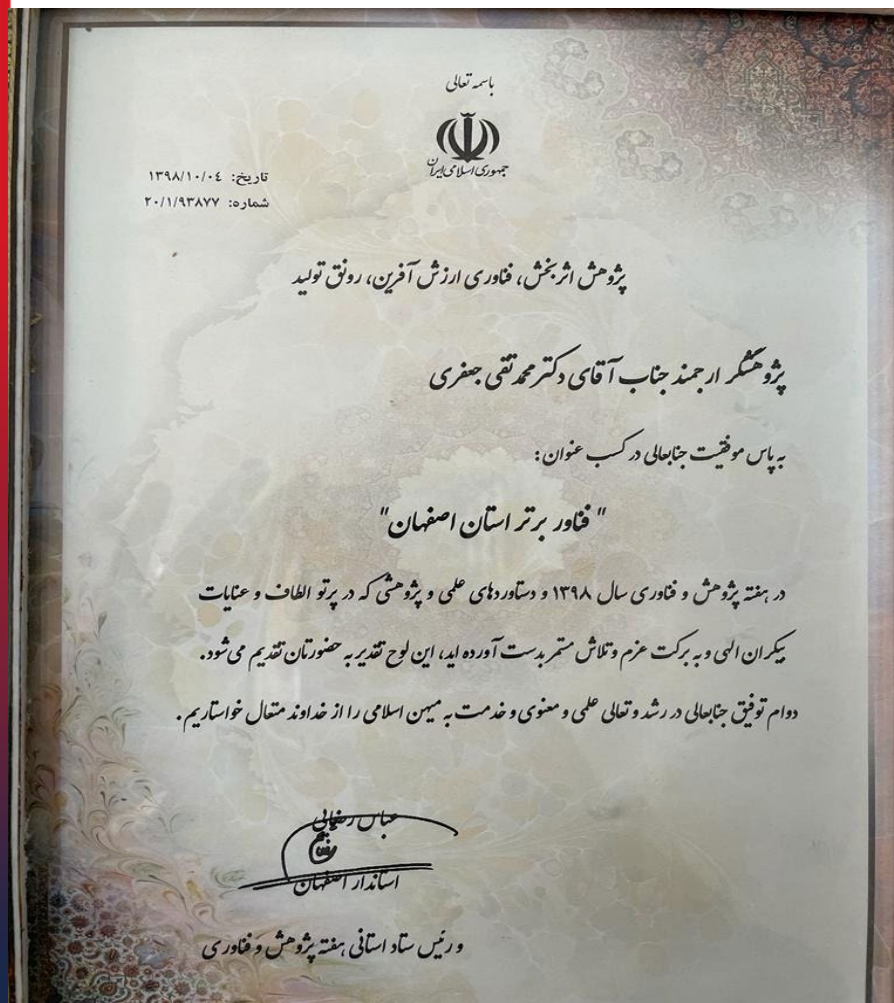 باسمه تعالی
جمهوری اسلامی ایران
تاریخ: ۱۳۹۸/۱۰/۰۴
شماره: ۲۰/۱/۹۳۸۷۷
پژوهش اثربخش، فناوری ارزش آفرین، رونق تولید
پژوهشگر ارجمند جناب آقای دکتر محمد تقی جعفری
به پاس موفقیت جنابعالی در کسب عنوان:
"فناور برتر استان اصفهان"
در هفته پژوهش و فناوری سال ۱۳۹۸ و دستاوردهای علمی و پژوهشی که در پرتو الطاف و عنایات
بیکران الهی و به برکت عزم و تلاش مستمر بدست آورده اید، این لوح تقدیر به حضورتان تقدیم می‌شود.
دوام توفیق جنابعالی در رشد و تعالی علمی و معنوی و خدمت به میهن اسلامی را از خداوند متعال خواستاریم.
عباس رضایی
استاندار اصفهان
و رئیس ستاد استانی هفته پژوهش و فناوری